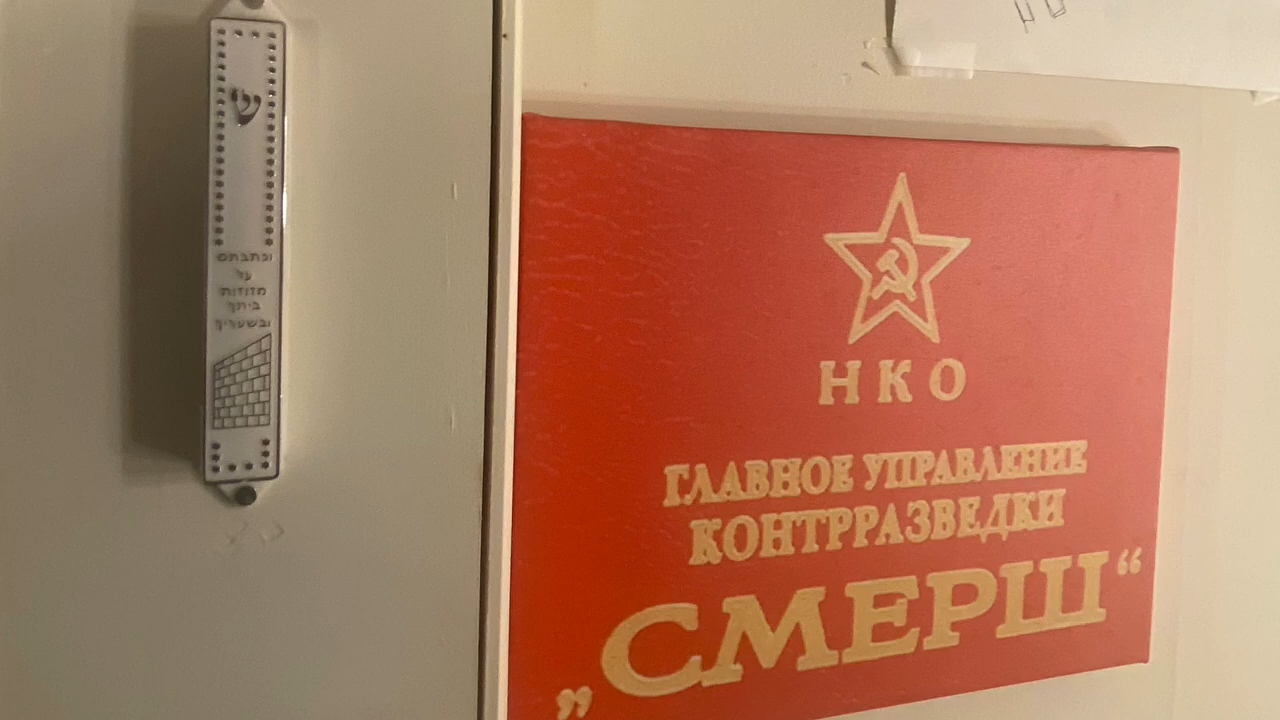 ש
וכתבתם
על
מזוזות
ביתך
ובשעריך
НКО
ГЛАВНОЕ УПРАВЛЕНИЕ
КОНТРРАЗВЕДКИ
„СМЕРШ“